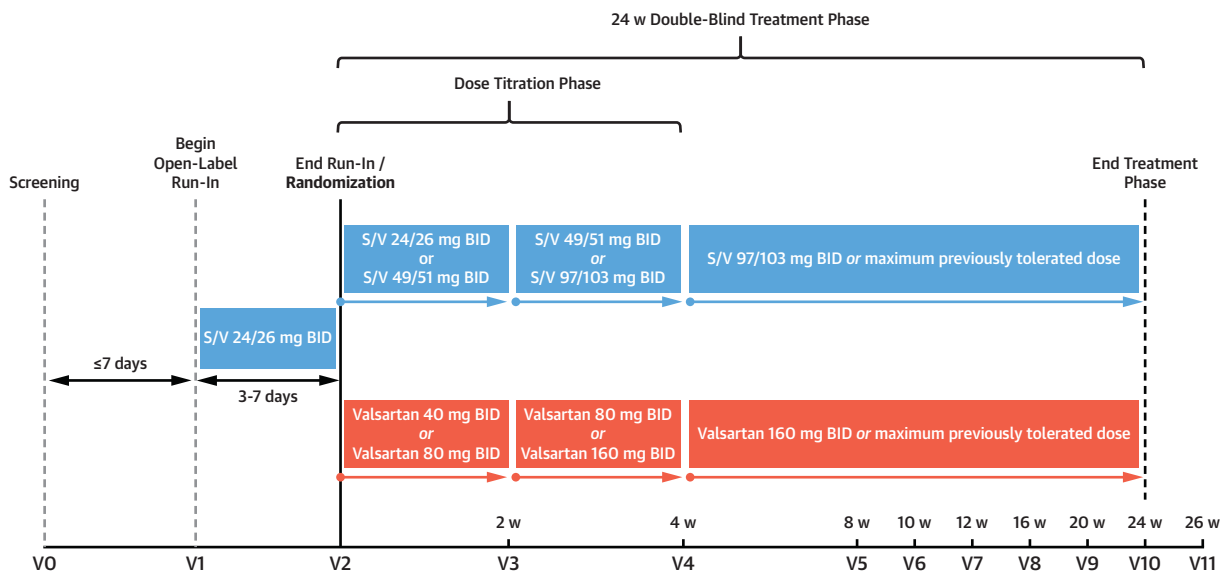 24 w Double-Blind Treatment Phase
Dose Titration Phase
Begin
Open-Label
Run-In
Screening
End Run-In /
Randomization
End Treatment
Phase
S/V 24/26 mg BID
or
S/V 49/51 mg BID
S/V 49/51 mg BID
or
S/V 97/103 mg BID
S/V 97/103 mg BID or maximum previously tolerated dose
S/V 24/26 mg BID
≤7 days
3-7 days
Valsartan 40 mg BID
or
Valsartan 80 mg BID
Valsartan 80 mg BID
or
Valsartan 160 mg BID
Valsartan 160 mg BID or maximum previously tolerated dose
2 w
4 w
8 w
10 w
12 w
16 w
20 w
24 w
26 w
V0
V1
V2
V3
V4
V5
V6
V7
V8
V9
V10
V11